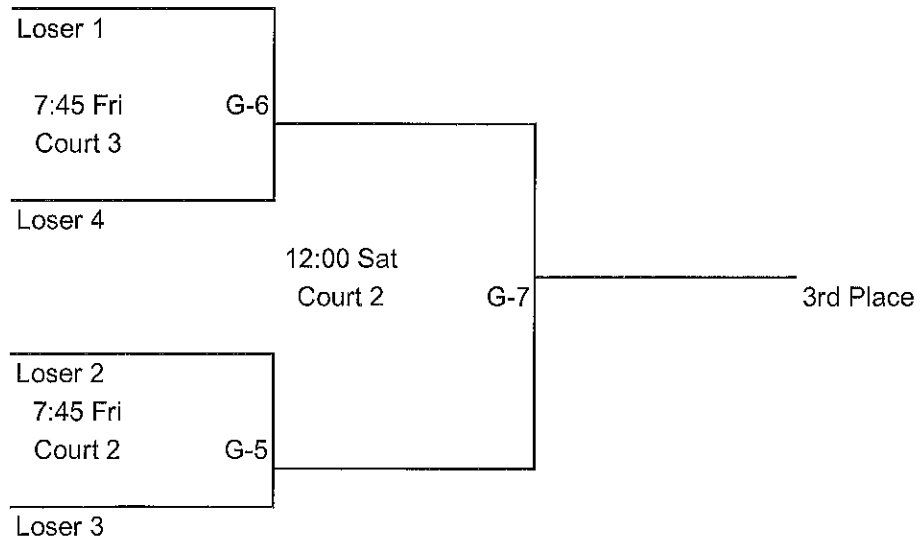 Loser 1
7:45 Fri G-6
Court 3
Loser 4
12:00 Sat
Court 2 G-7
3rd Place
Loser 2
7:45 Fri
Court 2 G-5
Loser 3